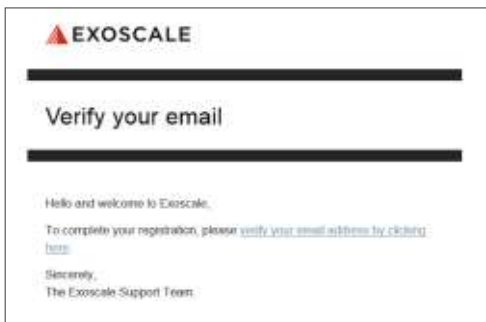 EXOSCALE
Verify your email
Hello and welcome to Exoscale,
To complete your registration, please verify your email address by clicking
here.
Sincerely,
The Exoscale Support Team